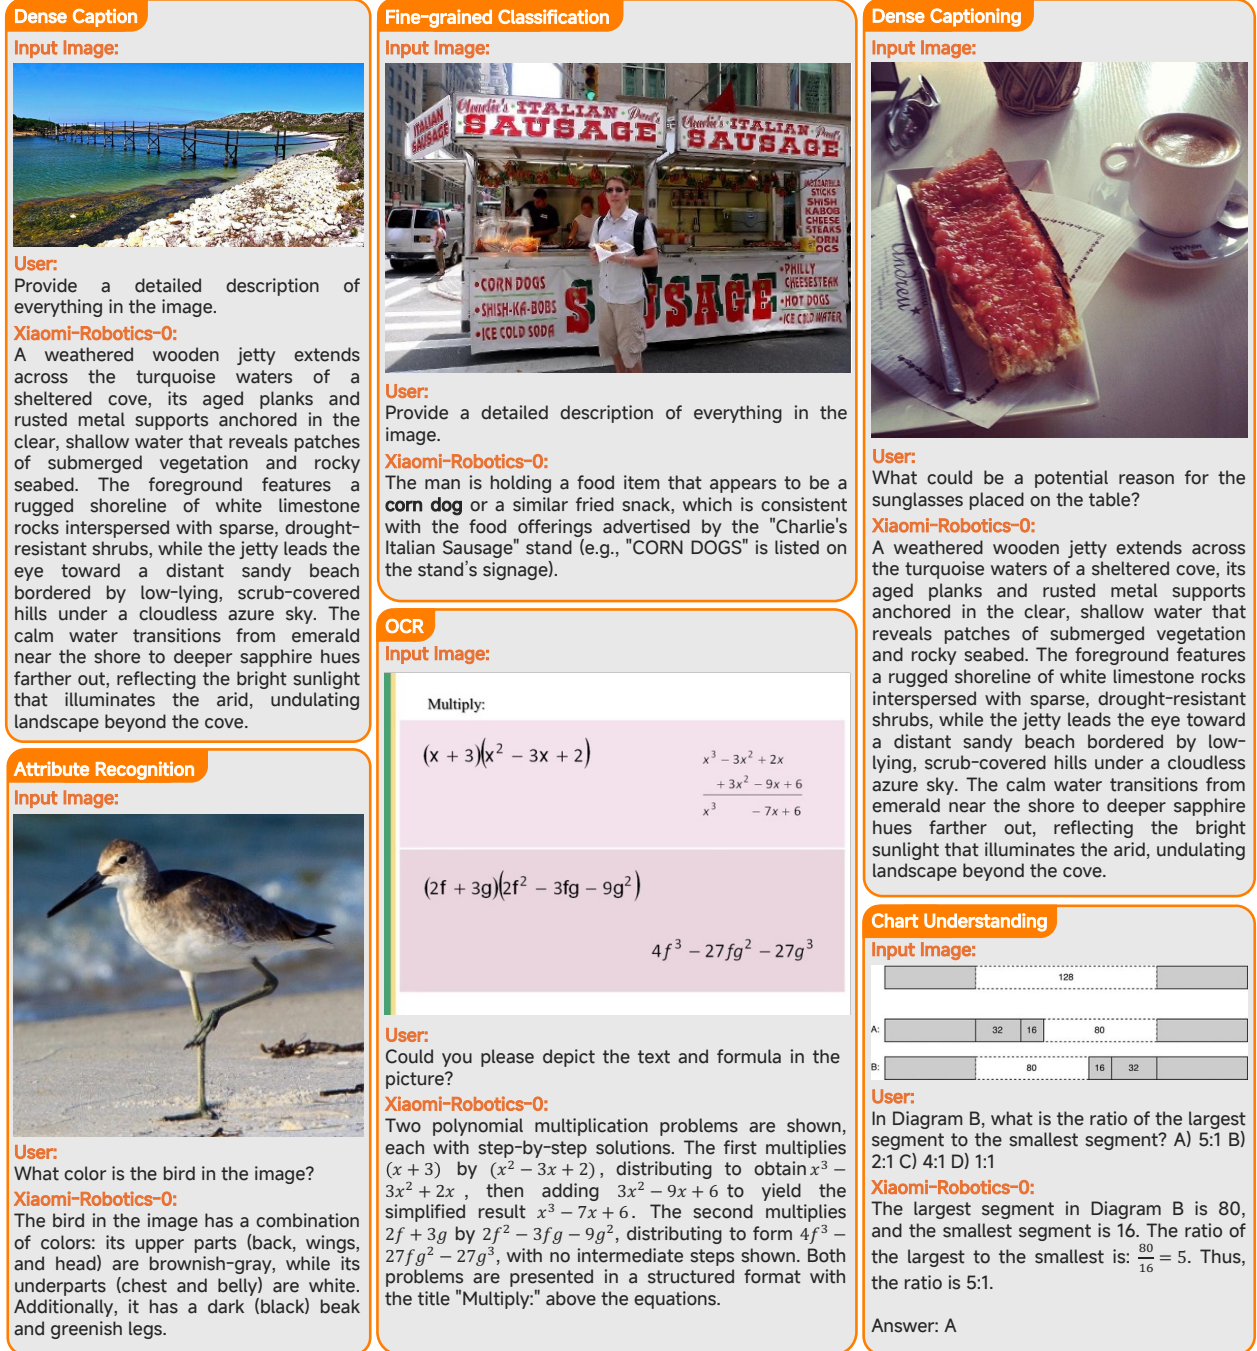 Dense Caption
Input Image:
User:
Provide a detailed description of
everything in the image.
Xiaomi-Robotics-0:
A weathered wooden jetty extends
across the turquoise waters of a
sheltered cove, its aged planks and
rusted metal supports anchored in the
clear, shallow water that reveals patches
of submerged vegetation and rocky
seabed. The foreground features a
rugged shoreline of white limestone
rocks interspersed with sparse, drought-
resistant shrubs, while the jetty leads the
eye toward a distant sandy beach
bordered by low-lying, scrub-covered
hills under a cloudless azure sky. The
calm water transitions from emerald
near the shore to deeper sapphire hues
farther out, reflecting the bright sunlight
that illuminates the arid, undulating
landscape beyond the cove.
Attribute Recognition
Input Image:
User:
What color is the bird in the image?
Xiaomi-Robotics-0:
The bird in the image has a combination
of colors: its upper parts (back, wings,
and head) are brownish-gray, while its
underparts (chest and belly) are white.
Additionally, it has a dark (black) beak
and greenish legs.
Fine-grained Classification
Input Image:
ITALIAN
SAUSAGE
Charlie's ITALIAN Pau's
SAUSAGE
Charlie's ITALIAN Pau's
SAUSAGE
MOZZARELLA
STICKS
SHISH
KABOB
CHEESE
STEAKS
CORN
DOGS
•CORN DOGS
•SHISH-KA-BOBS
•ICE COLD SODA
S USAGE
•PHILLY
CHEESESTEAK
•HOT DOGS
•ICE COLD WATER
User:
Provide a detailed description of everything in the
image.
Xiaomi-Robotics-0:
The man is holding a food item that appears to be a
corn dog or a similar fried snack, which is consistent
with the food offerings advertised by the "Charlie's
Italian Sausage" stand (e.g., "CORN DOGS" is listed on
the stand's signage).
OCR
Input Image:
Multiply:
(x + 3)(x² − 3x + 2)
x³ − 3x² + 2x
+ 3x² − 9x + 6
x³ − 7x + 6
(2f + 3g)(2f² − 3fg − 9g²)
4f³ − 27fg² − 27g³
User:
Could you please depict the text and formula in the
picture?
Xiaomi-Robotics-0:
Two polynomial multiplication problems are shown,
each with step-by-step solutions. The first multiplies
(x + 3) by (x² − 3x + 2), distributing to obtain x³ −
3x² + 2x , then adding 3x² − 9x + 6 to yield the
simplified result x³ − 7x + 6. The second multiplies
2f + 3g by 2f² − 3fg − 9g², distributing to form 4f³ −
27fg² − 27g³, with no intermediate steps shown. Both
problems are presented in a structured format with
the title "Multiply:" above the equations.
Dense Captioning
Input Image:
User:
What could be a potential reason for the
sunglasses placed on the table?
Xiaomi-Robotics-0:
A weathered wooden jetty extends across
the turquoise waters of a sheltered cove, its
aged planks and rusted metal supports
anchored in the clear, shallow water that
reveals patches of submerged vegetation
and rocky seabed. The foreground features
a rugged shoreline of white limestone rocks
interspersed with sparse, drought-resistant
shrubs, while the jetty leads the eye toward
a distant sandy beach bordered by low-
lying, scrub-covered hills under a cloudless
azure sky. The calm water transitions from
emerald near the shore to deeper sapphire
hues farther out, reflecting the bright
sunlight that illuminates the arid, undulating
landscape beyond the cove.
Chart Understanding
Input Image:
128
A: 32 16 80
B: 80 16 32
User:
In Diagram B, what is the ratio of the largest
segment to the smallest segment? A) 5:1 B)
2:1 C) 4:1 D) 1:1
Xiaomi-Robotics-0:
The largest segment in Diagram B is 80,
and the smallest segment is 16. The ratio of
the largest to the smallest is: 80/16 = 5. Thus,
the ratio is 5:1.
Answer: A